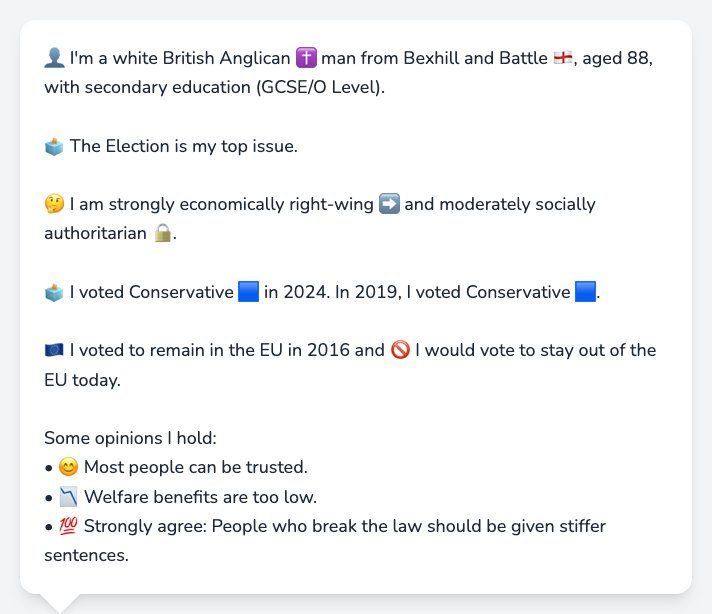 👤 I'm a white British Anglican ✝️ man from Bexhill and Battle 🏴󠁧󠁢󠁥󠁮󠁧󠁿, aged 88,
with secondary education (GCSE/O Level).
🗳️ The Election is my top issue.
🤔 I am strongly economically right-wing ➡️ and moderately socially
authoritarian 🔒.
🗳️ I voted Conservative 🟦 in 2024. In 2019, I voted Conservative 🟦.
🇪🇺 I voted to remain in the EU in 2016 and 🚫 I would vote to stay out of the
EU today.
Some opinions I hold:
• 😊 Most people can be trusted.
• 📉 Welfare benefits are too low.
• 💯 Strongly agree: People who break the law should be given stiffer
sentences.